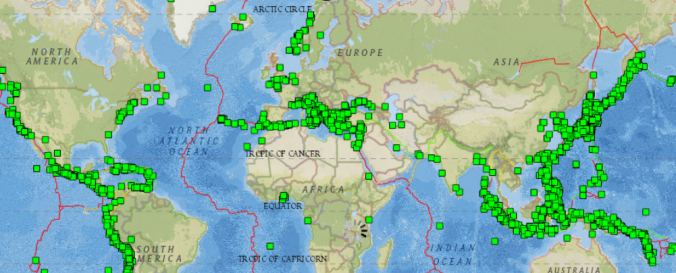 ARCTIC CIRCLE
NORTH
AMERICA
EUROPE
ASIA
NORTH
ATLANTIC
OCEAN
TROPIC OF CANCER
AFRICA
EQUATOR
SOUTH
AMERICA
INDIAN
OCEAN
TROPIC OF CAPRICORN
AUSTRALIA